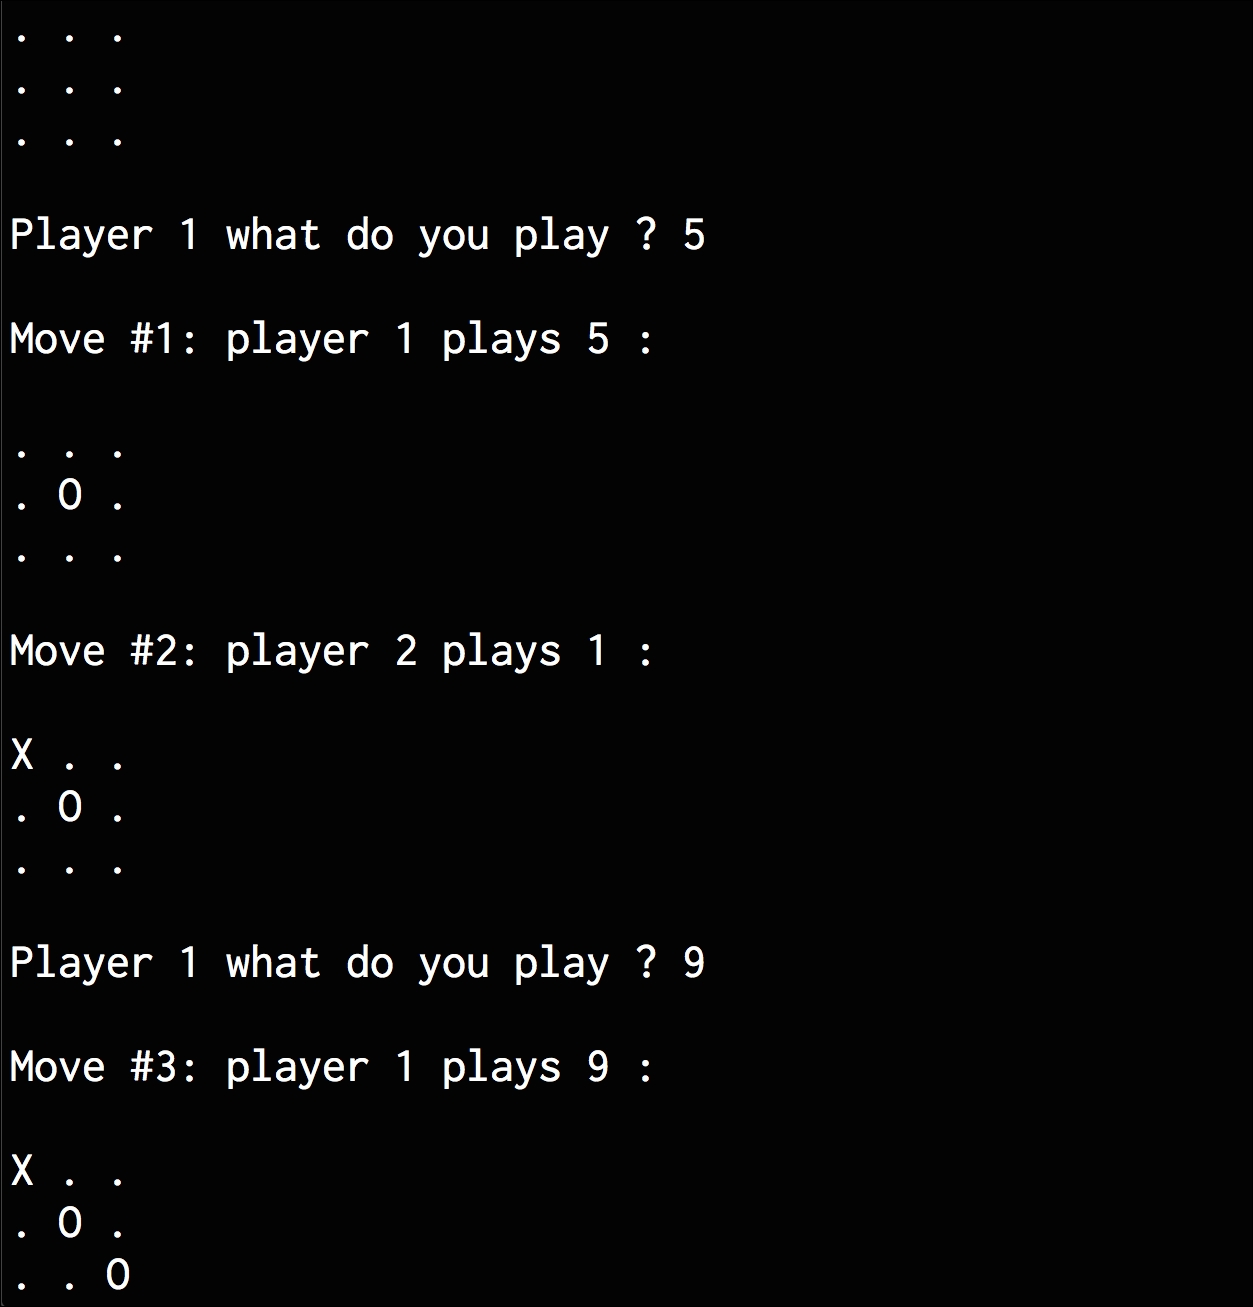 . . .
. . .
. . .
Player 1 what do you play ? 5
Move #1: player 1 plays 5 :
. . .
. O .
. . .
Move #2: player 2 plays 1 :
X . .
. O .
. . .
Player 1 what do you play ? 9
Move #3: player 1 plays 9 :
X . .
. O .
. . O